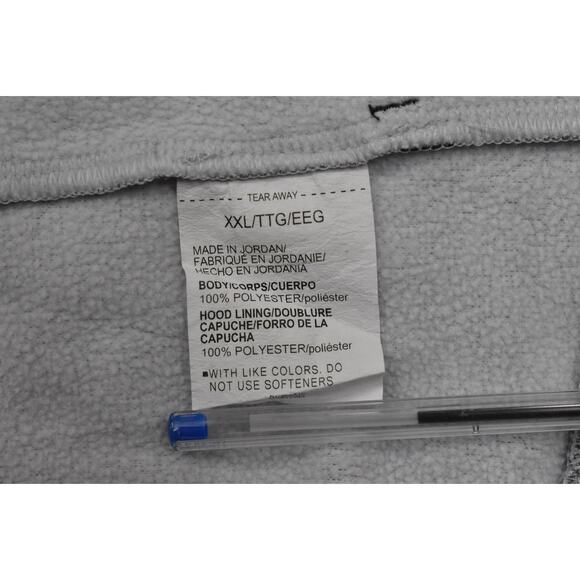 TEAR AWAY
XXL/TTG/EEG
MADE IN JORDAN/
FABRIQUÉ EN JORDANIE/
HECHO EN JORDANIA
BODY/CORPS/CUERPO
100% POLYESTER/poliéster
HOOD LINING/DOUBLURE
CAPUCHE/FORRO DE LA
CAPUCHA
100% POLYESTER/poliéster
■WITH LIKE COLORS. DO
NOT USE SOFTENERS